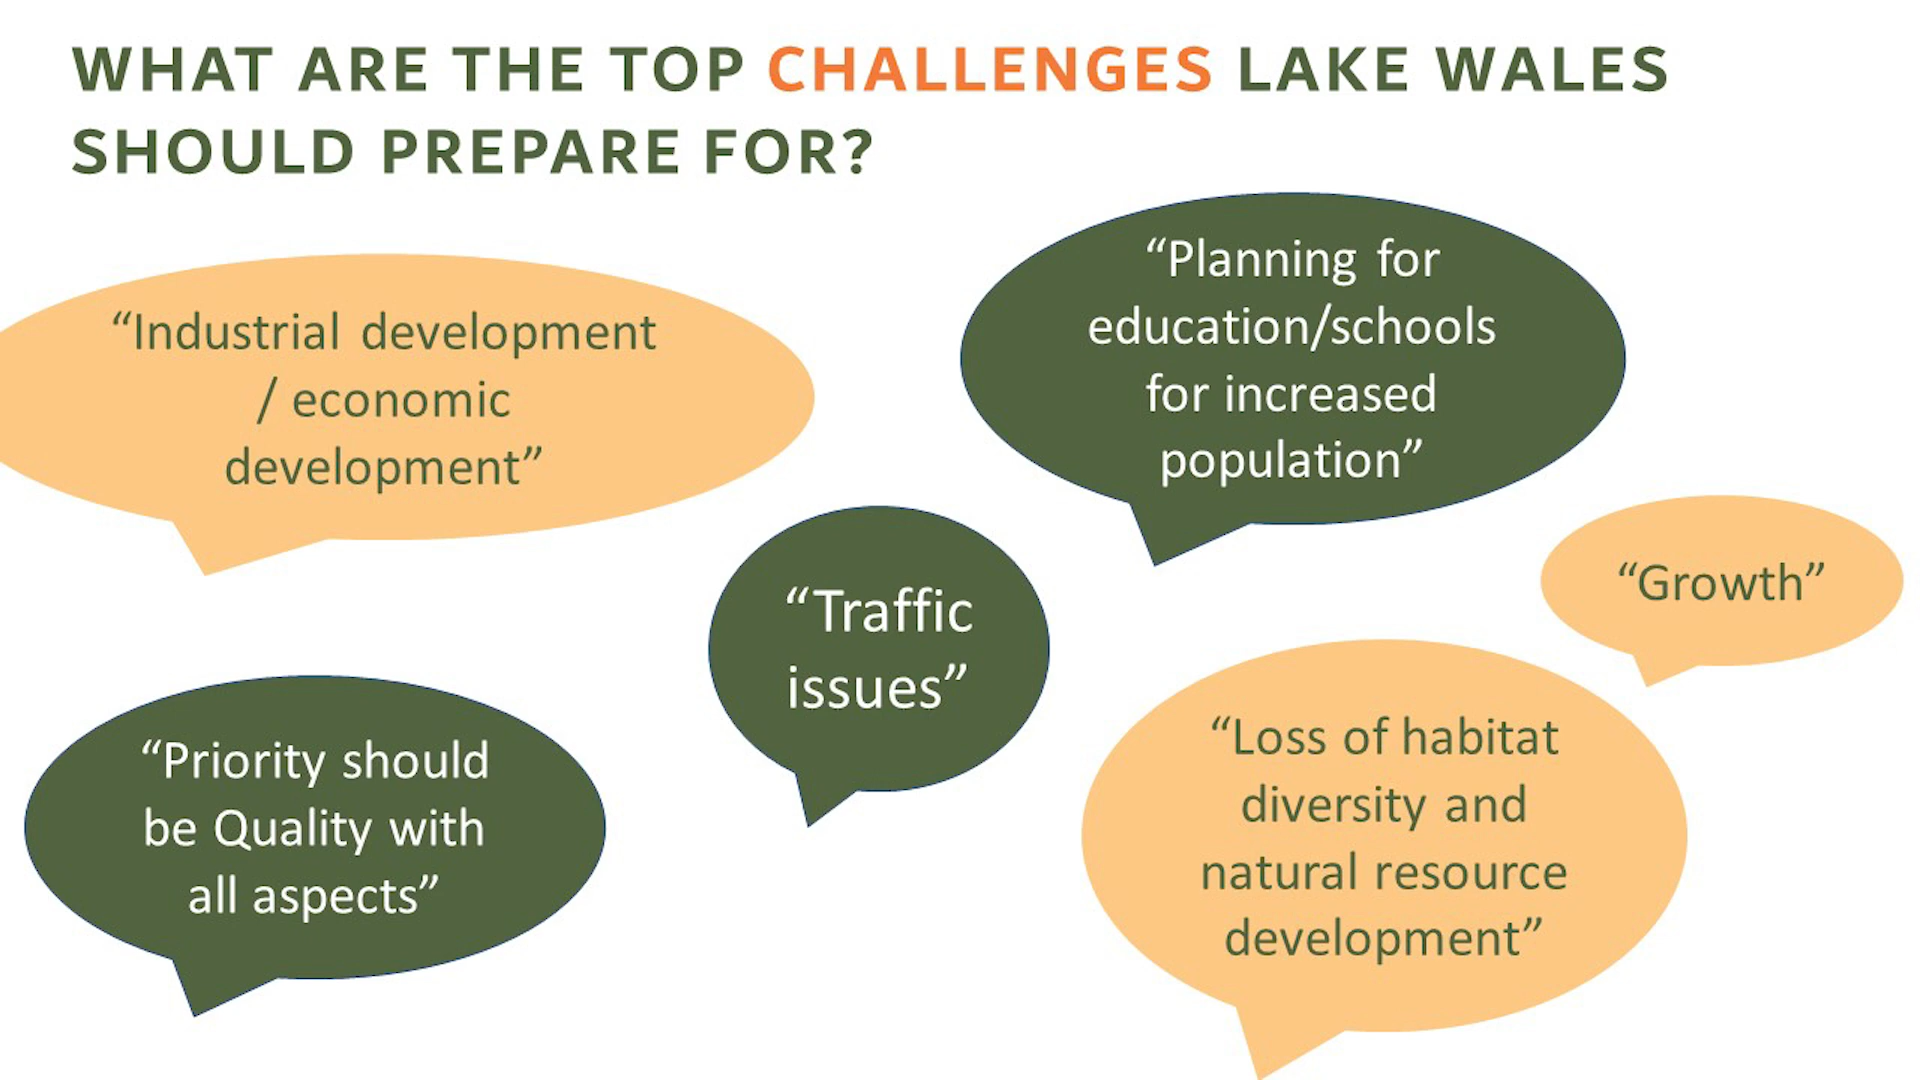 WHAT ARE THE TOP CHALLENGES LAKE WALES
SHOULD PREPARE FOR?
“Industrial development
/ economic
development”
“Planning for
education/schools
for increased
population”
“Traffic
issues”
“Growth”
“Priority should
be Quality with
all aspects”
“Loss of habitat
diversity and
natural resource
development”